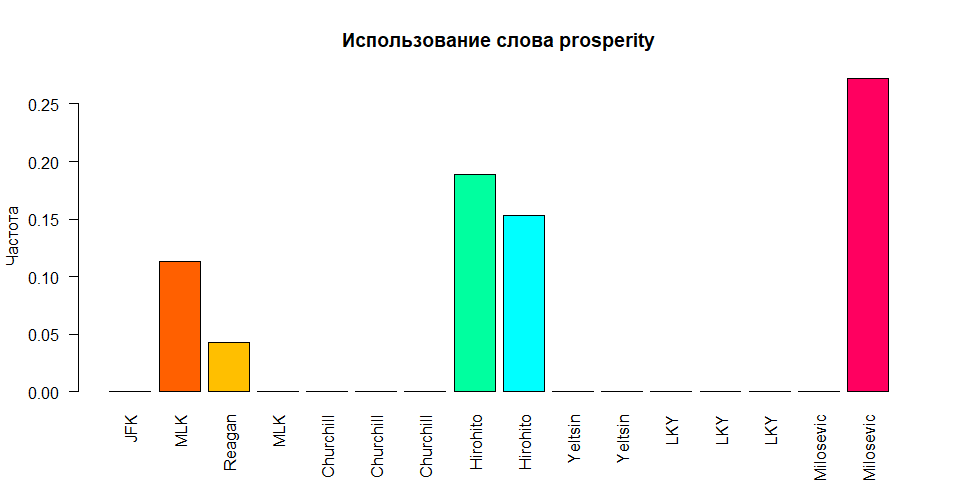 Использование слова prosperity
Частота
0.25
0.20
0.15
0.10
0.05
0.00
JFK
MLK
Reagan
MLK
Churchill
Churchill
Churchill
Hirohito
Hirohito
Yeltsin
Yeltsin
LKY
LKY
LKY
Milosevic
Milosevic